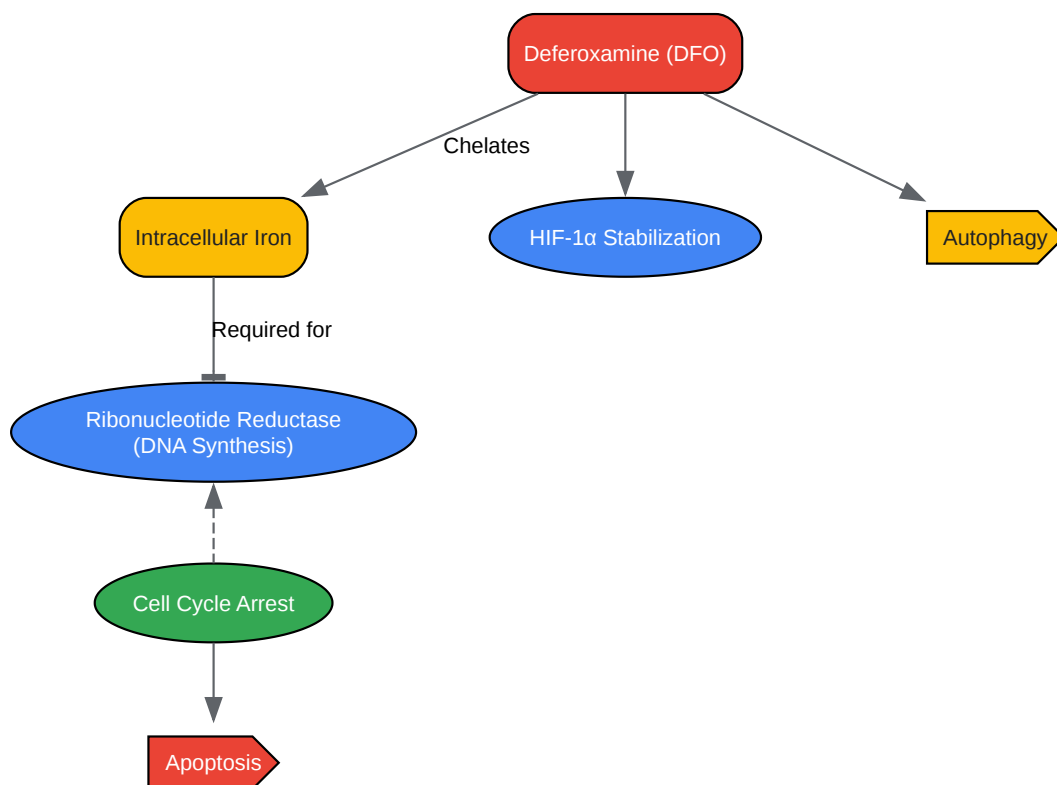 Deferoxamine (DFO)
Chelates
Intracellular Iron
HIF-1α Stabilization
Autophagy
Required for
Ribonucleotide Reductase
(DNA Synthesis)
Cell Cycle Arrest
Apoptosis